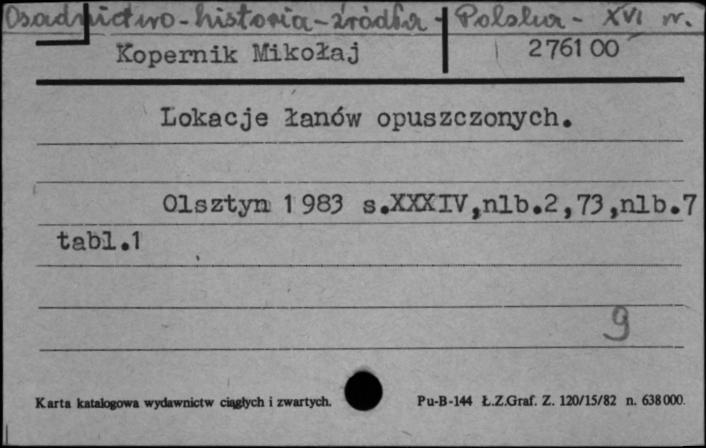 Osadnictwo - historia - źródła - Polska - XVI w.
Kopernik Mikołaj 276100
Lokacje łanów opuszczonych.
Olsztyn 1983 s.XXXIV,nlb.2,73,nlb.7
tabl.1
9
Karta katalogowa wydawnictw ciągłych i zwartych. Pu-B-144 Ł.Z.Graf. Z. 120/15/82 n. 638000.